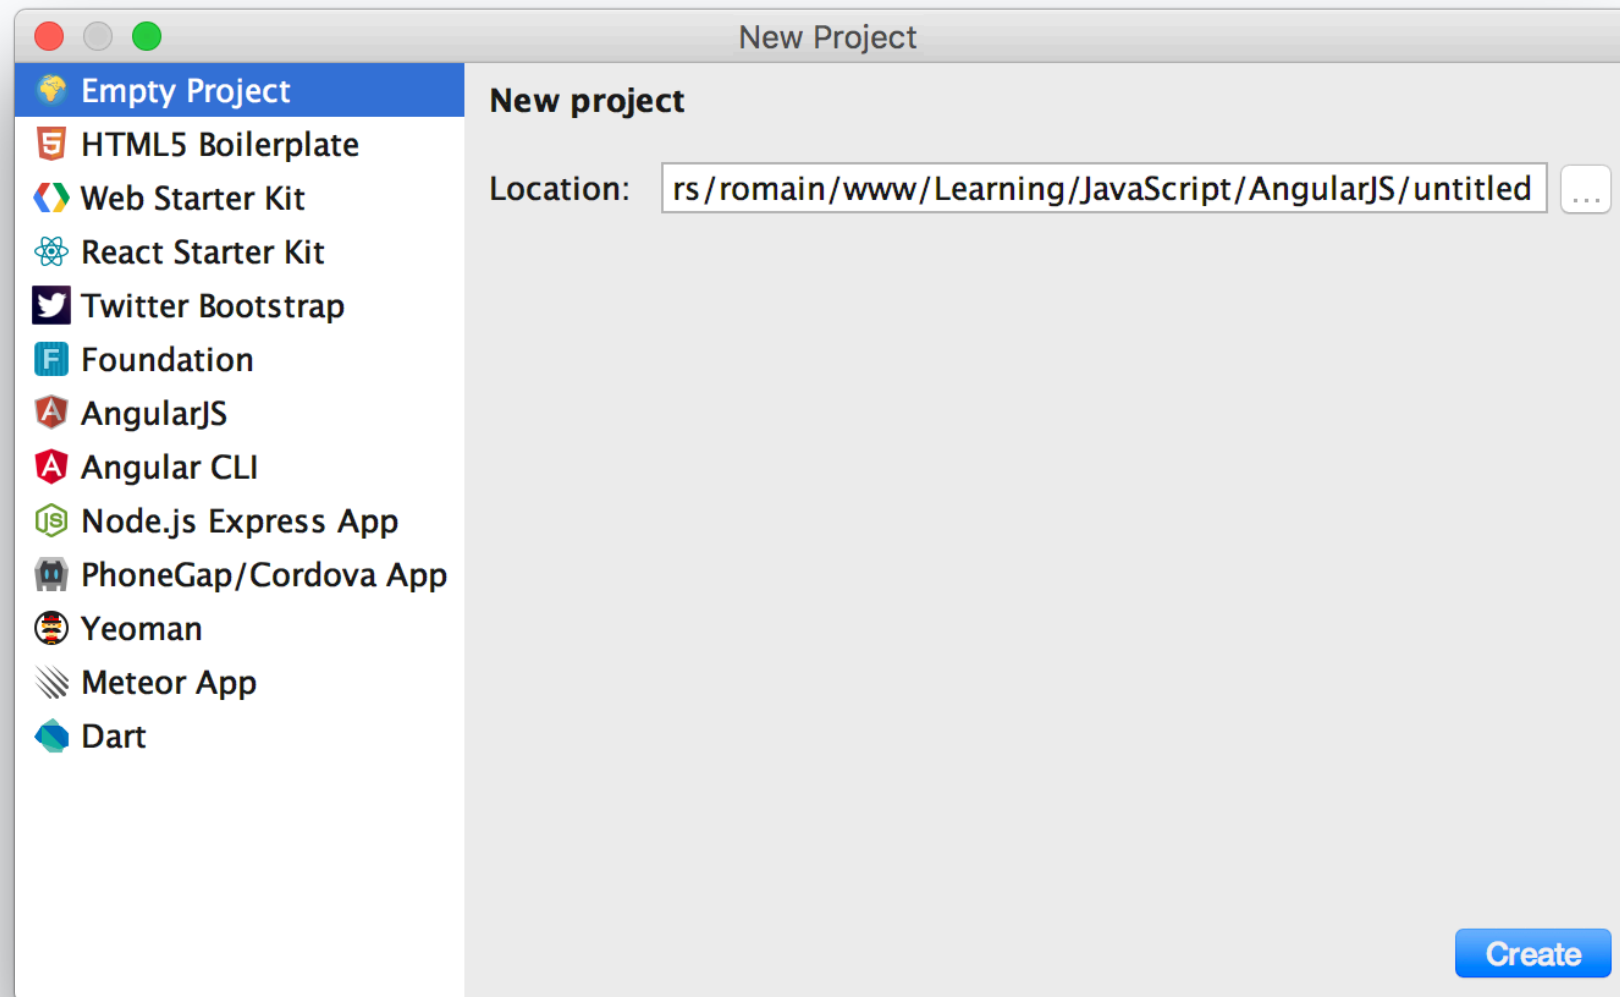 New Project
Empty Project
HTML5 Boilerplate
Web Starter Kit
React Starter Kit
Twitter Bootstrap
Foundation
AngularJS
Angular CLI
Node.js Express App
PhoneGap/Cordova App
Yeoman
Meteor App
Dart
New project
Location: rs/romain/www/Learning/JavaScript/AngularJS/untitled ...
Create